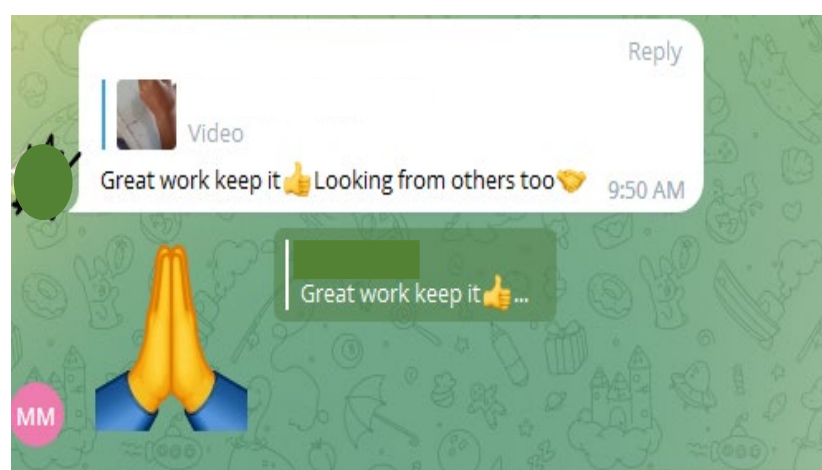 Reply
Video
Great work keep it👍Looking from others too🤝
9:50 AM
Great work keep it👍...
MM